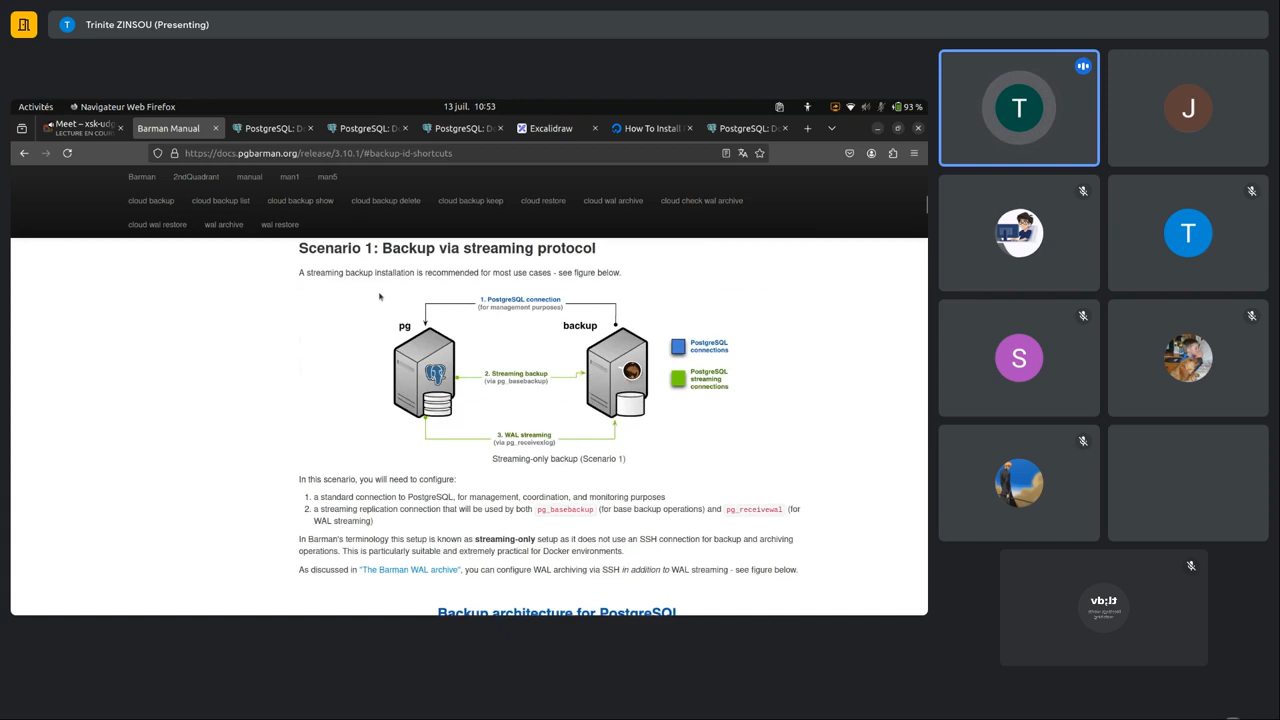 Trinite ZINSOU (Presenting)
Activités
Navigateur Web Firefox
13 juil. 10:53
93 %
Meet – xsk-udg
LECTURE EN COURS
Barman Manual
PostgreSQL: Do
PostgreSQL: Do
PostgreSQL: Do
Excalidraw
How To Install
PostgreSQL: Do
https://docs.pgbarman.org/release/3.10.1/#backup-id-shortcuts
Barman 2ndQuadrant manual man1 man5
cloud backup cloud backup list cloud backup show cloud backup delete cloud backup keep cloud restore cloud wal archive cloud check wal archive
cloud wal restore wal archive wal restore
Scenario 1: Backup via streaming protocol
A streaming backup installation is recommended for most use cases - see figure below.
1. PostgreSQL connection
(for management purposes)
pg
backup
PostgreSQL
connections
2. Streaming backup
(via pg_basebackup)
PostgreSQL
streaming
connections
3. WAL streaming
(via pg_receivexlog)
Streaming-only backup (Scenario 1)
In this scenario, you will need to configure:
1. a standard connection to PostgreSQL, for management, coordination, and monitoring purposes
2. a streaming replication connection that will be used by both pg_basebackup (for base backup operations) and pg_receivewal (for
WAL streaming)
In Barman's terminology this setup is known as streaming-only setup as it does not use an SSH connection for backup and archiving
operations. This is particularly suitable and extremely practical for Docker environments.
As discussed in "The Barman WAL archive", you can configure WAL archiving via SSH in addition to WAL streaming - see figure below.
Backup architecture for PostgreSQL
T
T
J
T
S